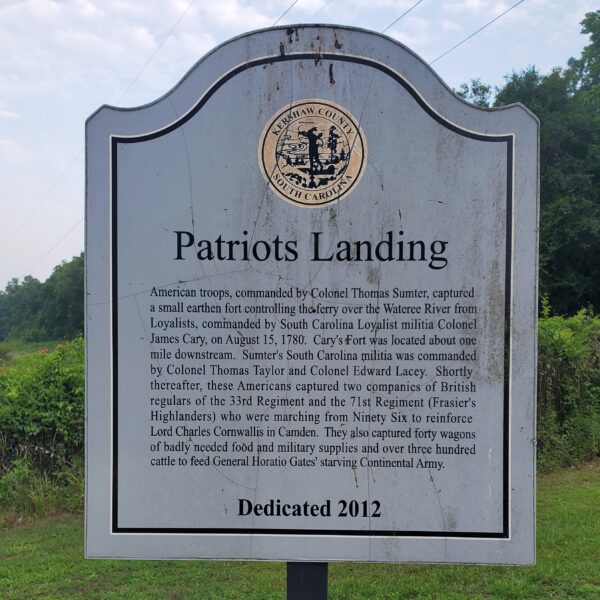 KERSHAW COUNTY
SOUTH CAROLINA
Patriots Landing
American troops, commanded by Colonel Thomas Sumter, captured
a small earthen fort controlling the ferry over the Wateree River from
Loyalists, commanded by South Carolina Loyalist militia Colonel
James Cary, on August 15, 1780. Cary's Fort was located about one
mile downstream. Sumter's South Carolina militia was commanded
by Colonel Thomas Taylor and Colonel Edward Lacey. Shortly
thereafter, these Americans captured two companies of British
regulars of the 33rd Regiment and the 71st Regiment (Frasier's
Highlanders) who were marching from Ninety Six to reinforce
Lord Charles Cornwallis in Camden. They also captured forty wagons
of badly needed food and military supplies and over three hundred
cattle to feed General Horatio Gates' starving Continental Army.
Dedicated 2012